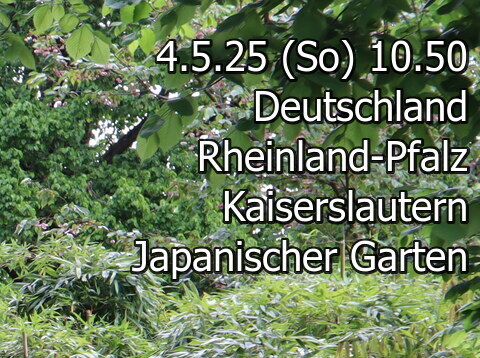 4.5.25 (So) 10.50
Deutschland
Rheinland-Pfalz
Kaiserslautern
Japanischer Garten